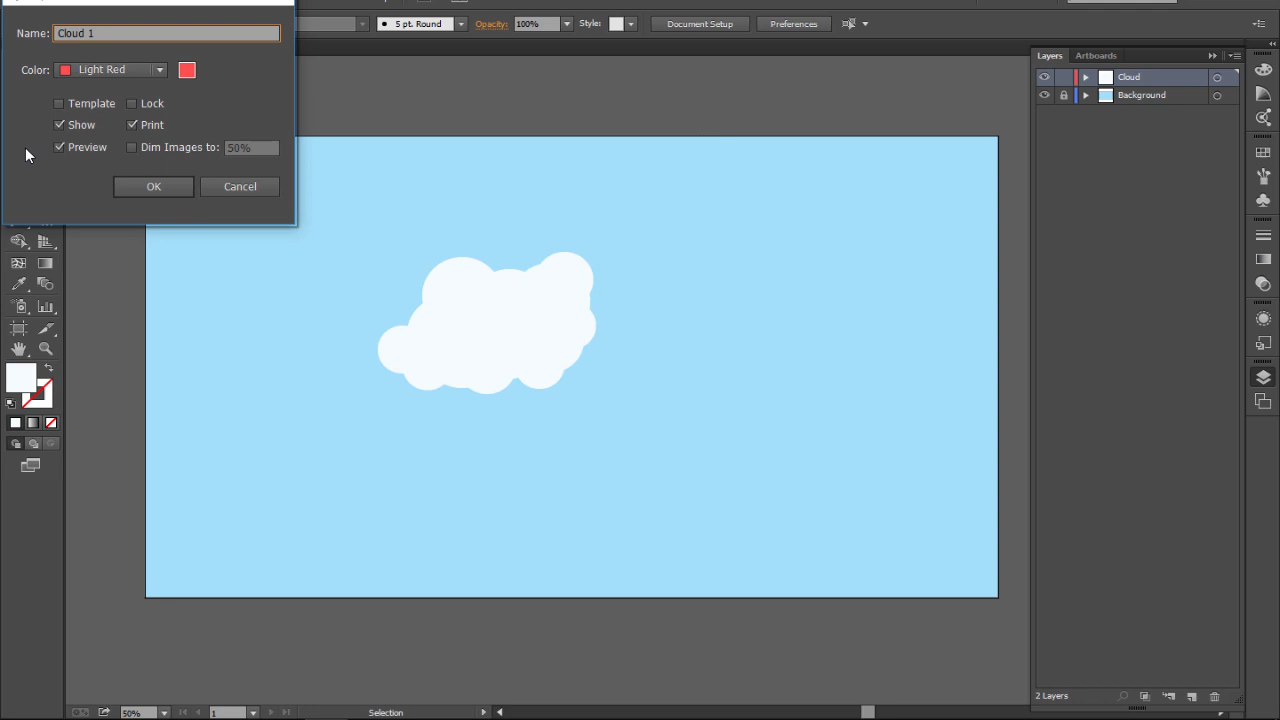 5 pt. Round Opacity: 100% Style: Document Setup Preferences
Name: Cloud 1
Color: Light Red
Template Lock
Show Print
Preview Dim Images to: 50%
OK Cancel
Layers Artboards
Cloud
Background
2 Layers
50% 1 Selection